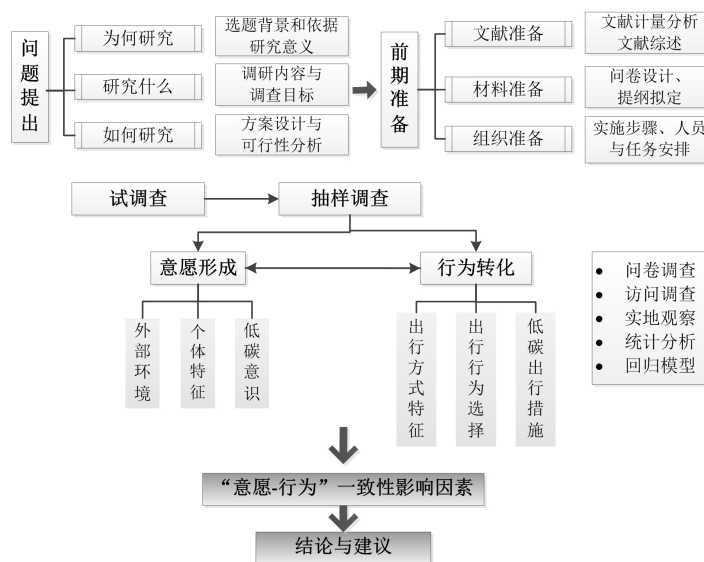 问题提出
为何研究
选题背景和依据
研究意义
研究什么
调研内容与
调查目标
如何研究
方案设计与
可行性分析
前期准备
文献准备
文献计量分析
文献综述
材料准备
问卷设计、
提纲拟定
组织准备
实施步骤、人员
与任务安排
试调查
抽样调查
意愿形成
行为转化
外部环境
个体特征
低碳意识
出行方式特征
出行行为选择
低碳出行措施
• 问卷调查
• 访问调查
• 实地观察
• 统计分析
• 回归模型
“意愿-行为”一致性影响因素
结论与建议